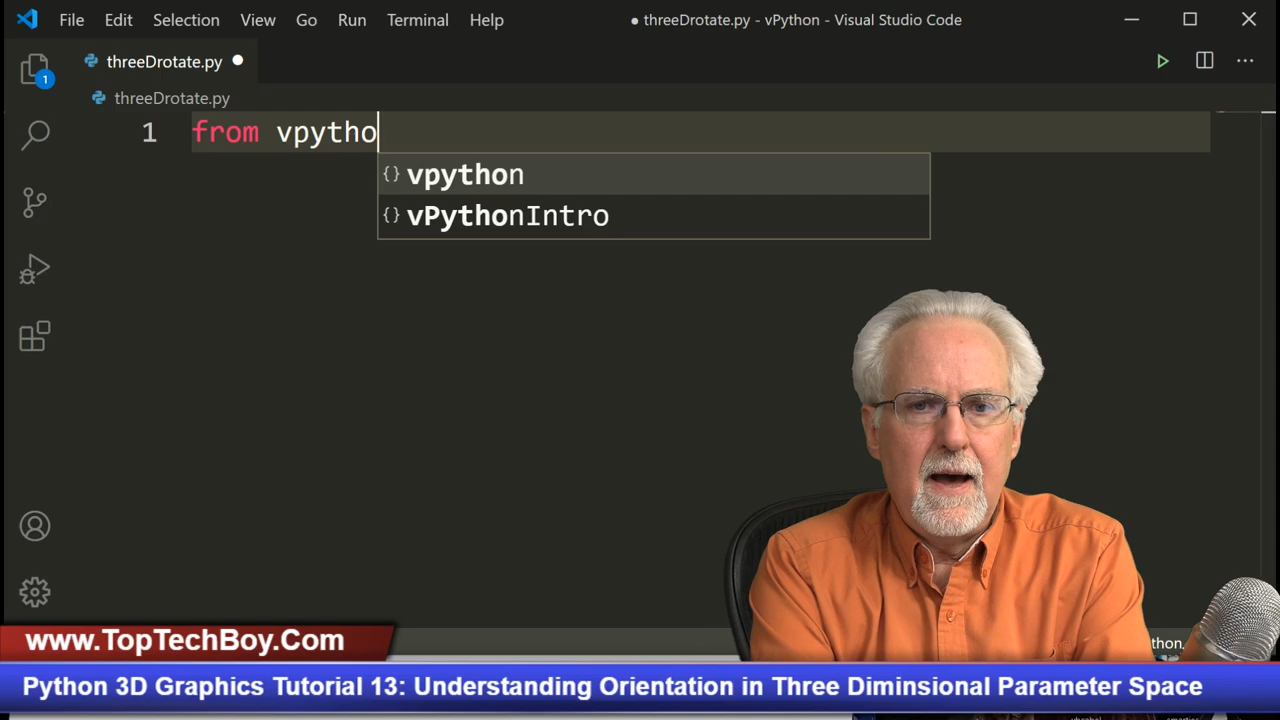 File Edit Selection View Go Run Terminal Help ● threeDrotate.py - vPython - Visual Studio Code
1
threeDrotate.py
threeDrotate.py
1 from vpytho
{} vpython
{} vPythonIntro
www.TopTechBoy.Com
Python 3D Graphics Tutorial 13: Understanding Orientation in Three Diminsional Parameter Space